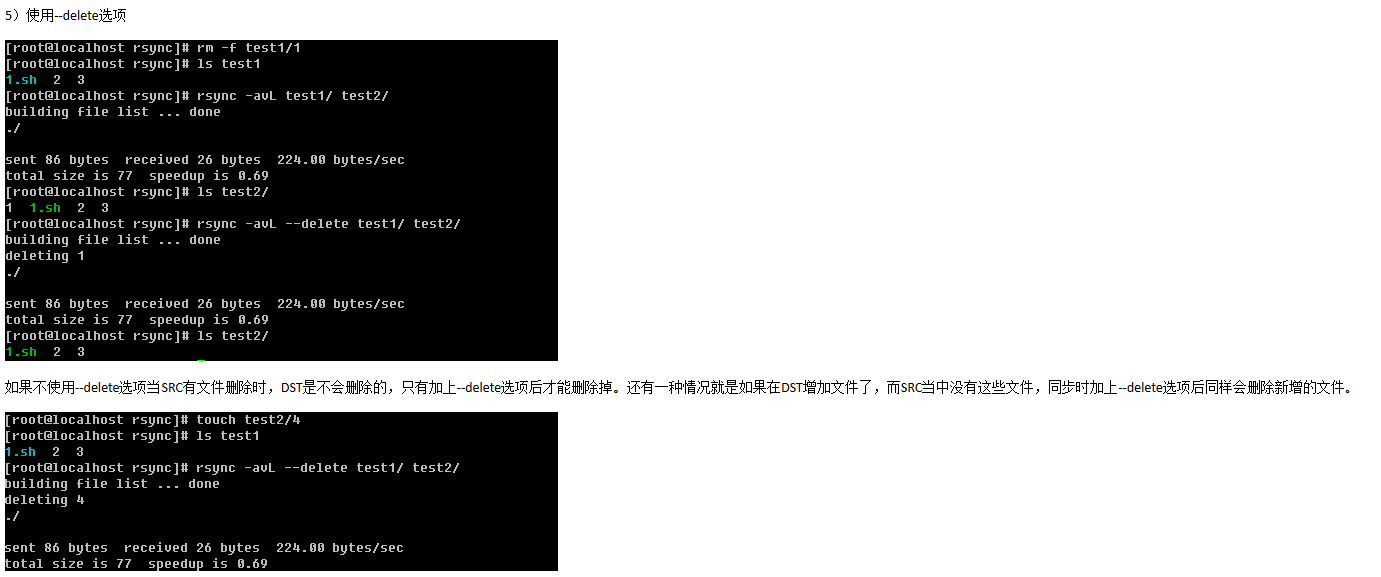 5）使用--delete选项
[root@localhost rsync]# rm -f test1/1
[root@localhost rsync]# ls test1
1.sh  2  3
[root@localhost rsync]# rsync -avL test1/ test2/
building file list ... done
./
sent 86 bytes  received 26 bytes  224.00 bytes/sec
total size is 77  speedup is 0.69
[root@localhost rsync]# ls test2/
1  1.sh  2  3
[root@localhost rsync]# rsync -avL --delete test1/ test2/
building file list ... done
deleting 1
./
sent 86 bytes  received 26 bytes  224.00 bytes/sec
total size is 77  speedup is 0.69
[root@localhost rsync]# ls test2/
1.sh  2  3
如果不使用--delete选项当SRC有文件删除时，DST是不会删除的，只有加上--delete选项后才能删除掉。还有一种情况就是如果在DST增加文件了，而SRC当中没有这些文件，同步时加上--delete选项后同样会删除新增的文件。
[root@localhost rsync]# touch test2/4
[root@localhost rsync]# ls test1
1.sh  2  3
[root@localhost rsync]# rsync -avL --delete test1/ test2/
building file list ... done
deleting 4
./
sent 86 bytes  received 26 bytes  224.00 bytes/sec
total size is 77  speedup is 0.69